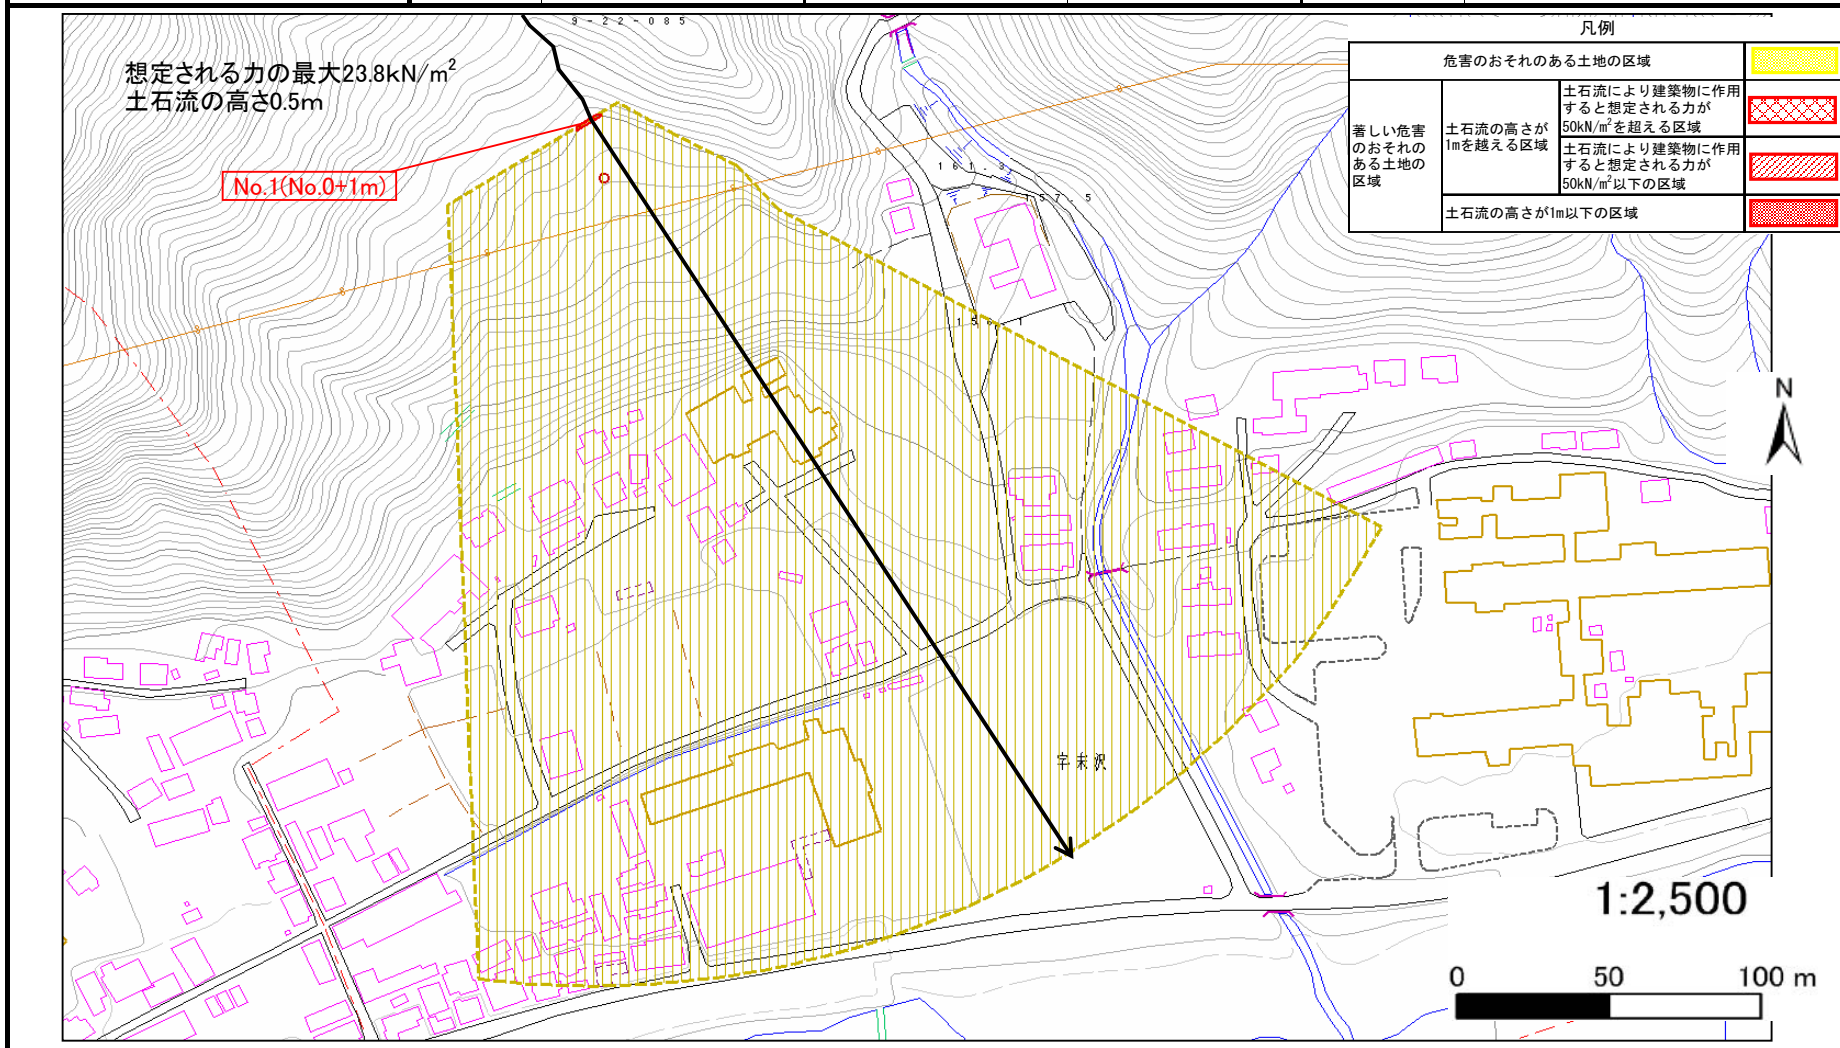 9-22-085
想定される力の最大23.8kN/m²
土石流の高さ0.5m
No.1(No.0+1m)
凡例
危害のおそれのある土地の区域
著しい危害
のおそれの
ある土地の
区域
土石流の高さが
1mを越える区域
土石流により建築物に作用
すると想定される力が
50kN/m²を超える区域
土石流により建築物に作用
すると想定される力が
50kN/m²以下の区域
土石流の高さが1m以下の区域
161.3
157.5
N
字末沢
1:2,500
0 50 100 m